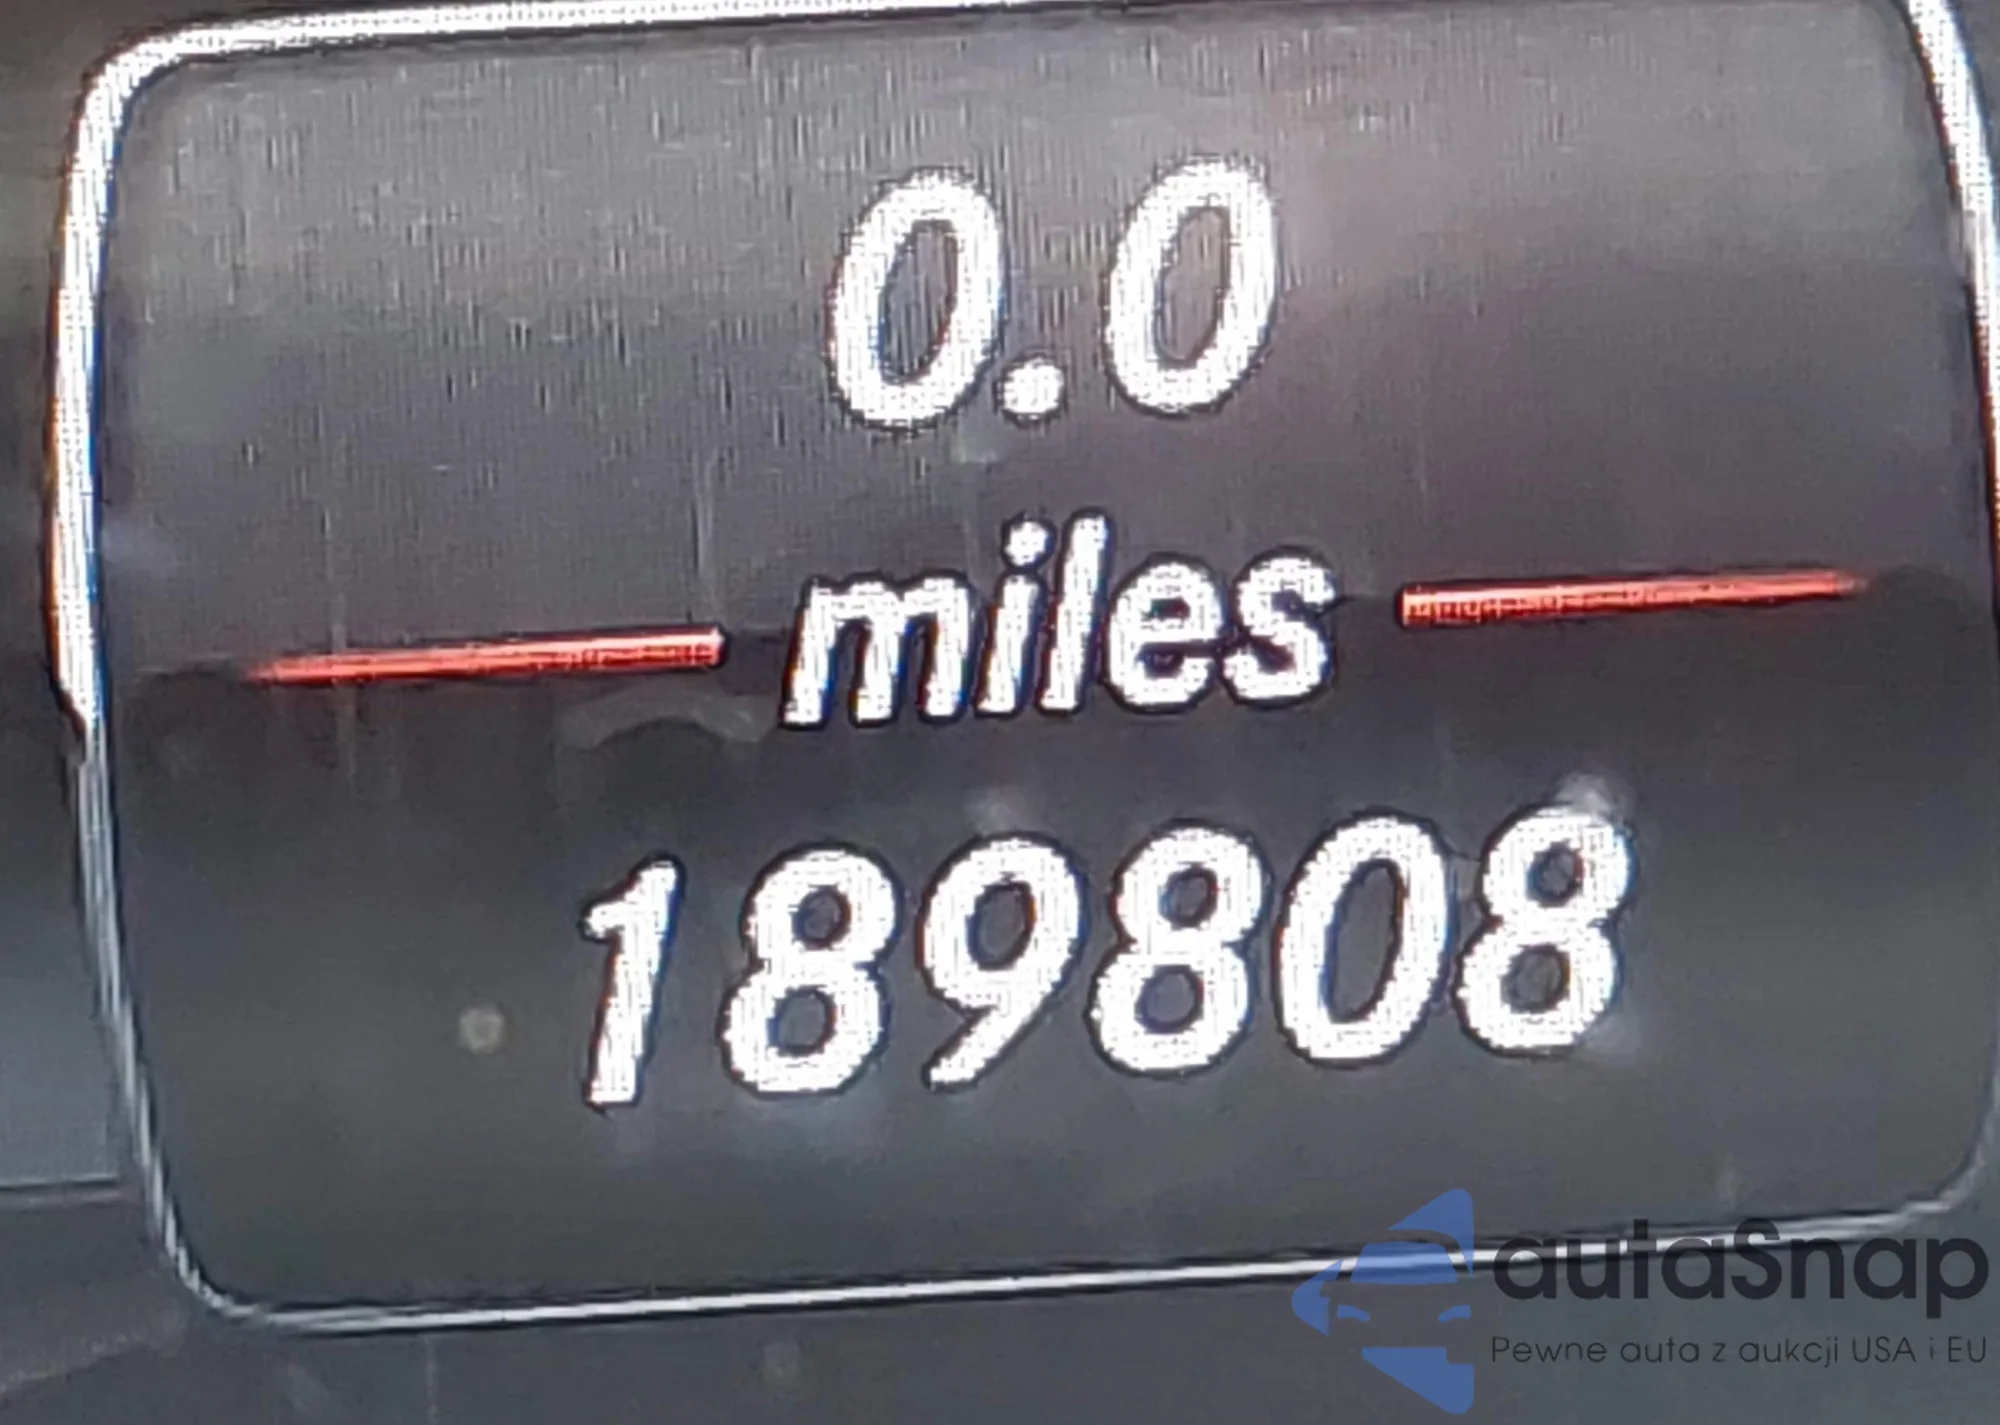 0.0
miles
189808
autaSnap
Pewne auta z aukcji USA i EU